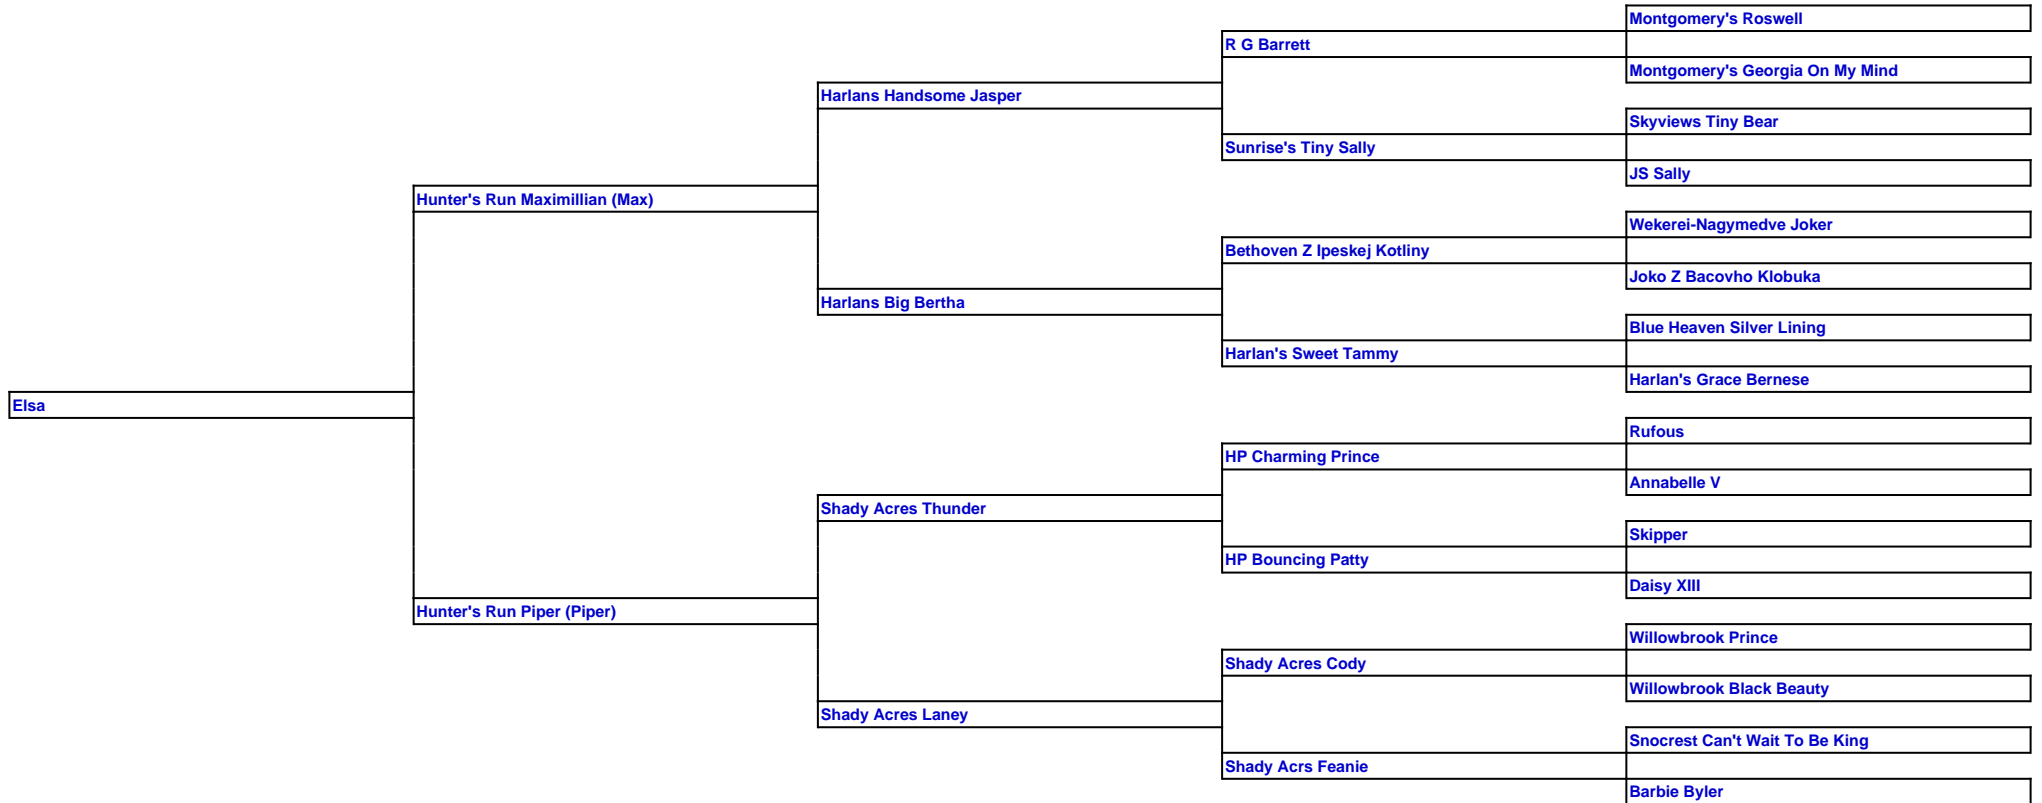 Montgomery's Roswell
R G Barrett
Montgomery's Georgia On My Mind
Harlans Handsome Jasper
Skyviews Tiny Bear
Sunrise's Tiny Sally
JS Sally
Hunter's Run Maximillian (Max)
Wekerei-Nagymedve Joker
Bethoven Z Ipeskej Kotliny
Joko Z Bacovho Klobuka
Harlans Big Bertha
Blue Heaven Silver Lining
Harlan's Sweet Tammy
Harlan's Grace Bernese
Elsa
Rufous
HP Charming Prince
Annabelle V
Shady Acres Thunder
Skipper
HP Bouncing Patty
Daisy XIII
Hunter's Run Piper (Piper)
Willowbrook Prince
Shady Acres Cody
Willowbrook Black Beauty
Shady Acres Laney
Snocrest Can't Wait To Be King
Shady Acrs Feanie
Barbie Byler